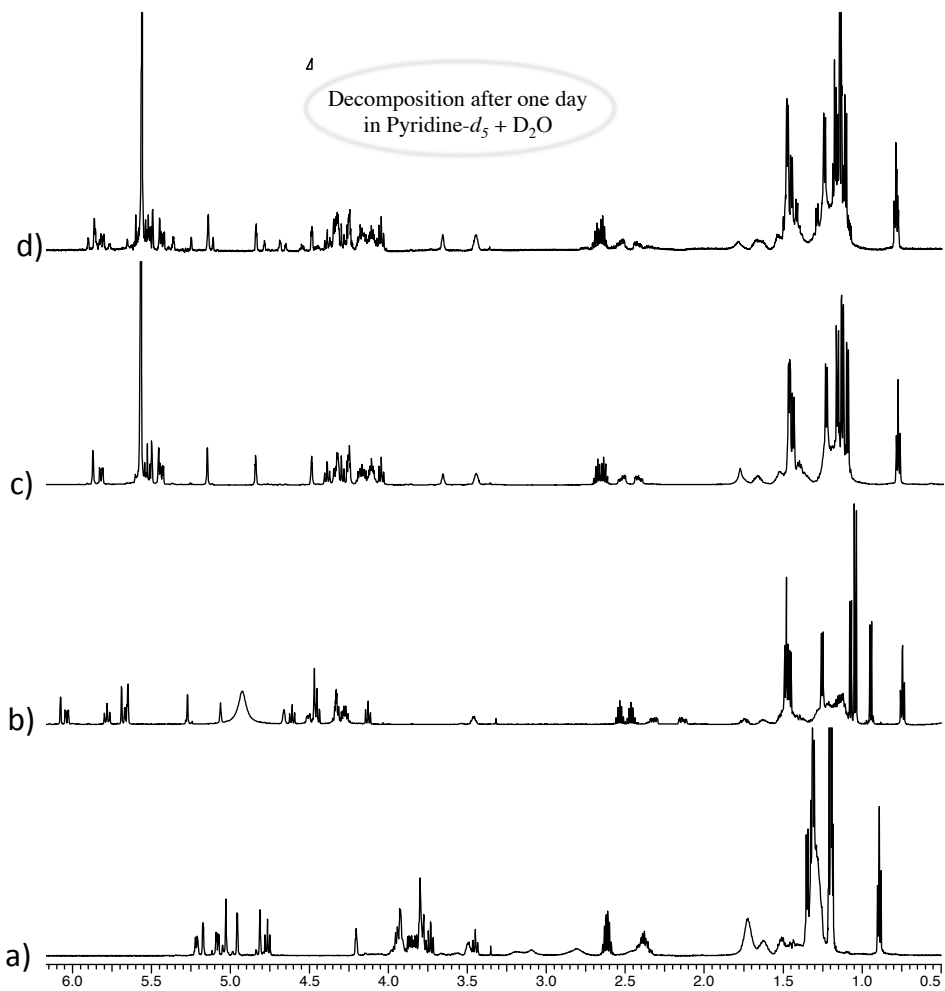 Decomposition after one day
in Pyridine-d5 + D2O
d)
c)
b)
a)
6.0 5.5 5.0 4.5 4.0 3.5 3.0 2.5 2.0 1.5 1.0 0.5